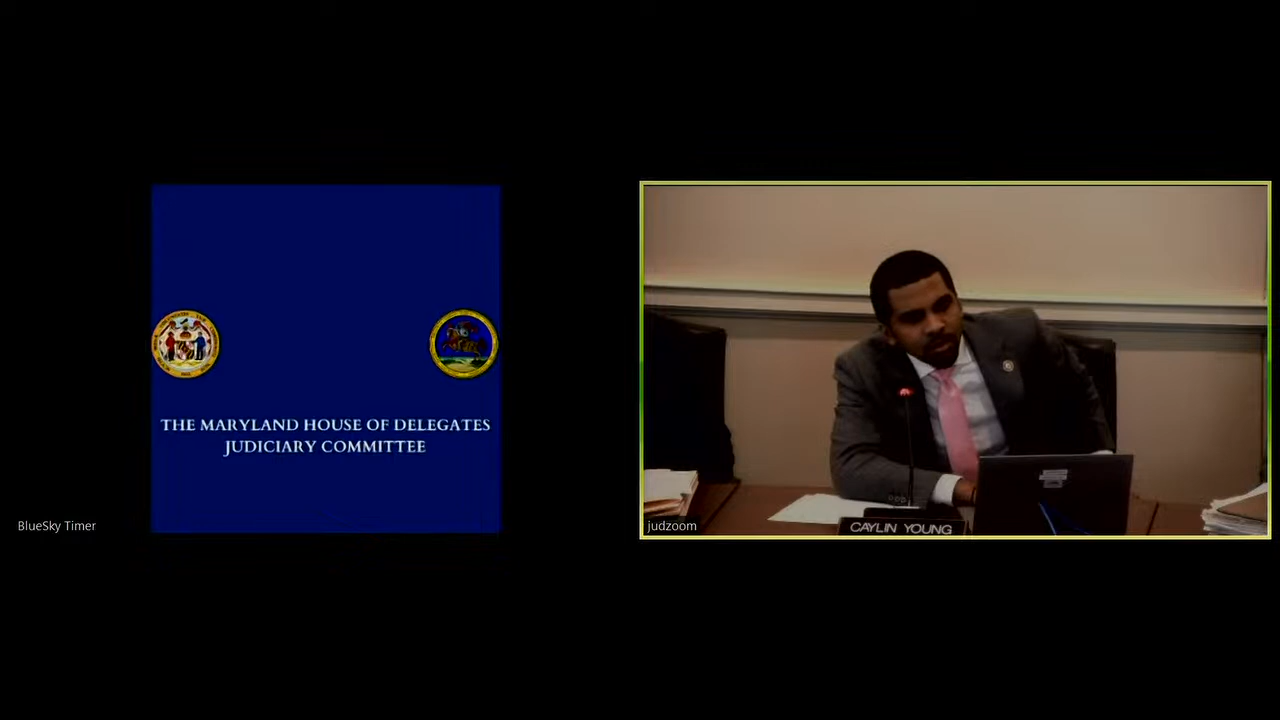 THE MARYLAND HOUSE OF DELEGATES
JUDICIARY COMMITTEE
BlueSky Timer
judzoom
CAYLIN YOUNG